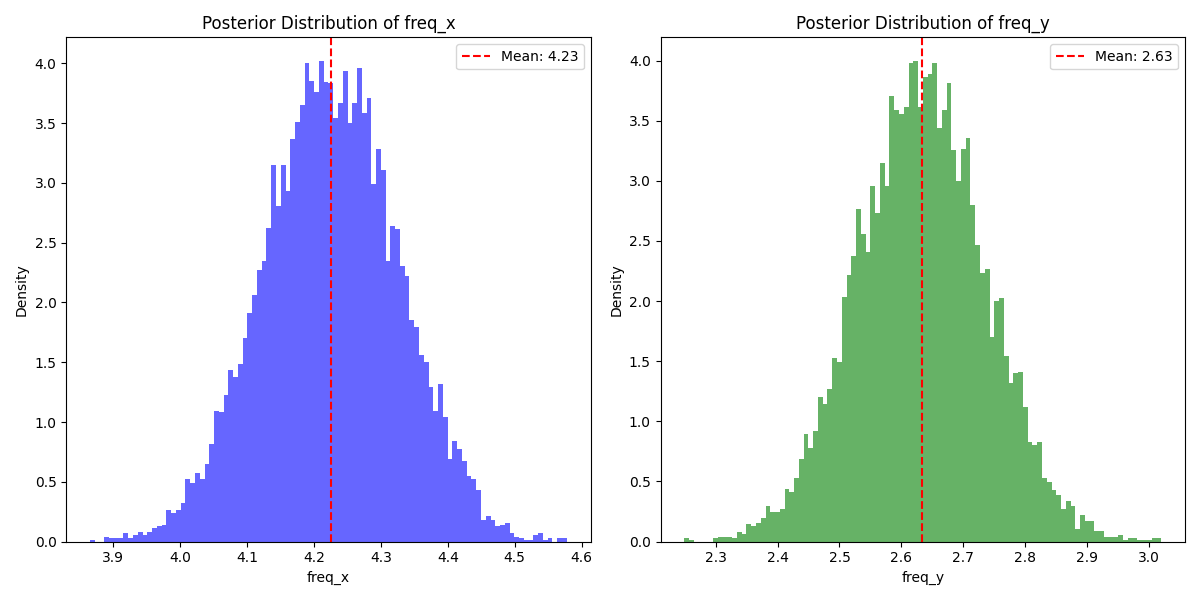 Posterior Distribution of freq_x
Mean: 4.23
4.0
3.5
3.0
2.5
2.0
1.5
1.0
0.5
0.0
Density
3.9 4.0 4.1 4.2 4.3 4.4 4.5 4.6
freq_x
Posterior Distribution of freq_y
Mean: 2.63
4.0
3.5
3.0
2.5
2.0
1.5
1.0
0.5
0.0
Density
2.3 2.4 2.5 2.6 2.7 2.8 2.9 3.0
freq_y